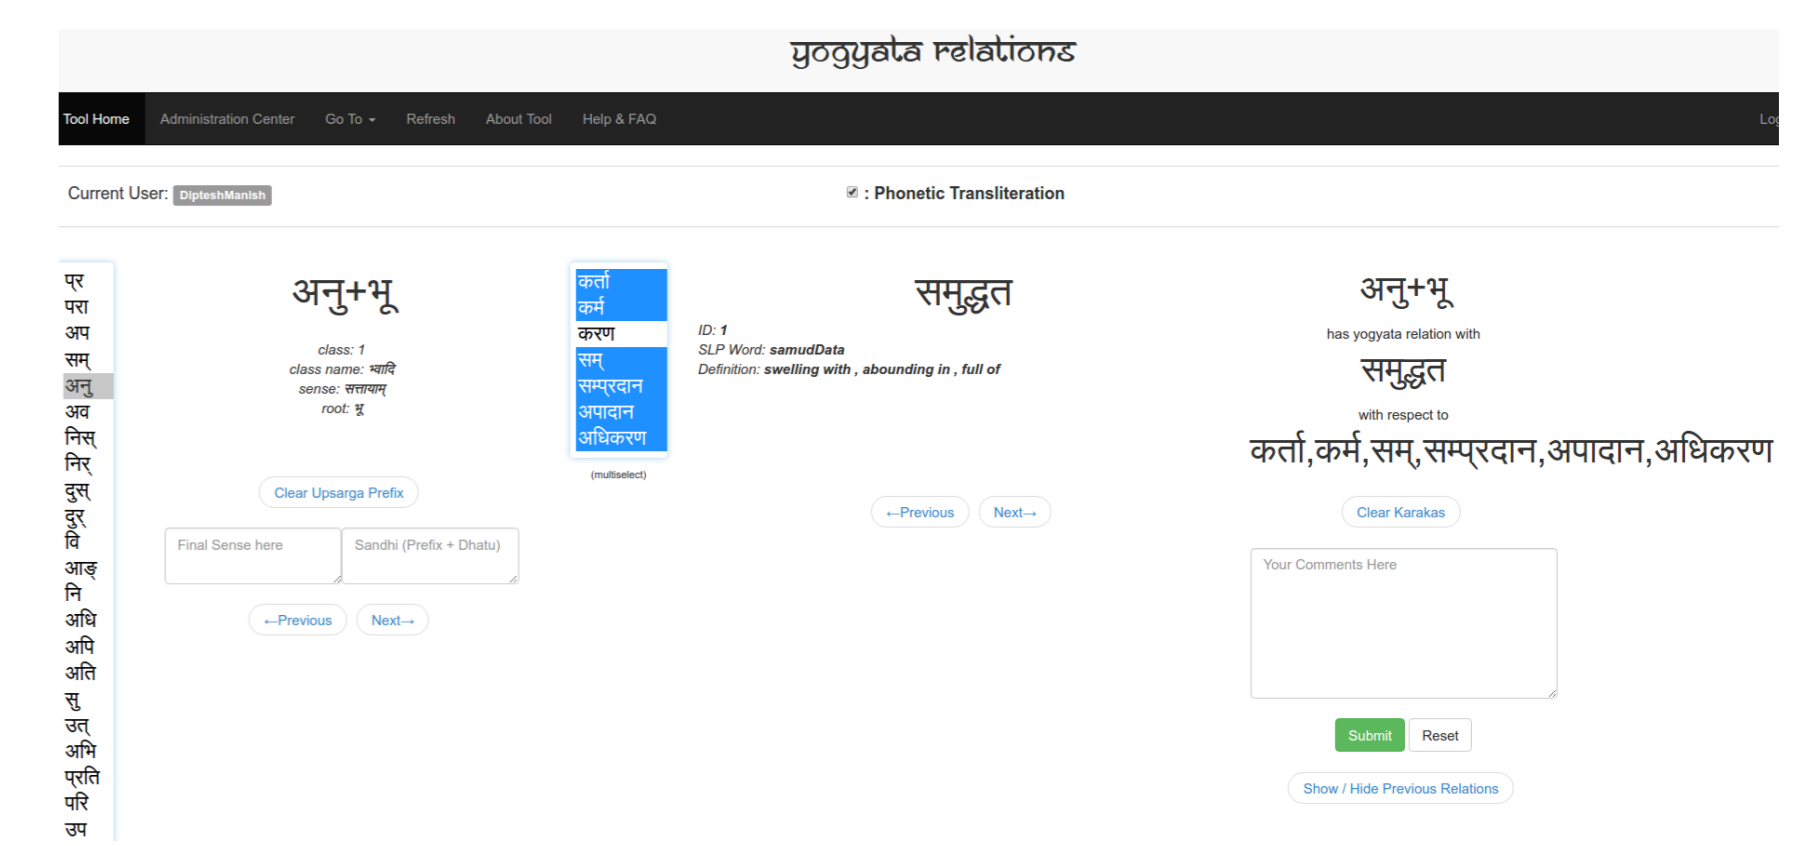 yogyata relations
Tool Home Administration Center Go To Refresh About Tool Help & FAQ
Current User: DipteshManish : Phonetic Transliteration
प्र
परा
अप
सम्
अनु
अव
निस्
निर्
दुस्
दुर्
वि
आङ्
नि
अधि
अपि
अति
सु
उत्
अभि
प्रति
परि
उप
अनु+भू
class: 1
class name: भ्वादि
sense: सत्तायाम्
root: भू
Clear Upsarga Prefix
Final Sense here Sandhi (Prefix + Dhatu)
←Previous Next→
कर्ता
कर्म
करण
सम्
सम्प्रदान
अपादान
अधिकरण
(multiselect)
समुद्धत
ID: 1
SLP Word: samudData
Definition: swelling with , abounding in , full of
←Previous Next→
अनु+भू
has yogyata relation with
समुद्धत
with respect to
कर्ता,कर्म,सम्,सम्प्रदान,अपादान,अधिकरण
Clear Karakas
Your Comments Here
Submit Reset
Show / Hide Previous Relations